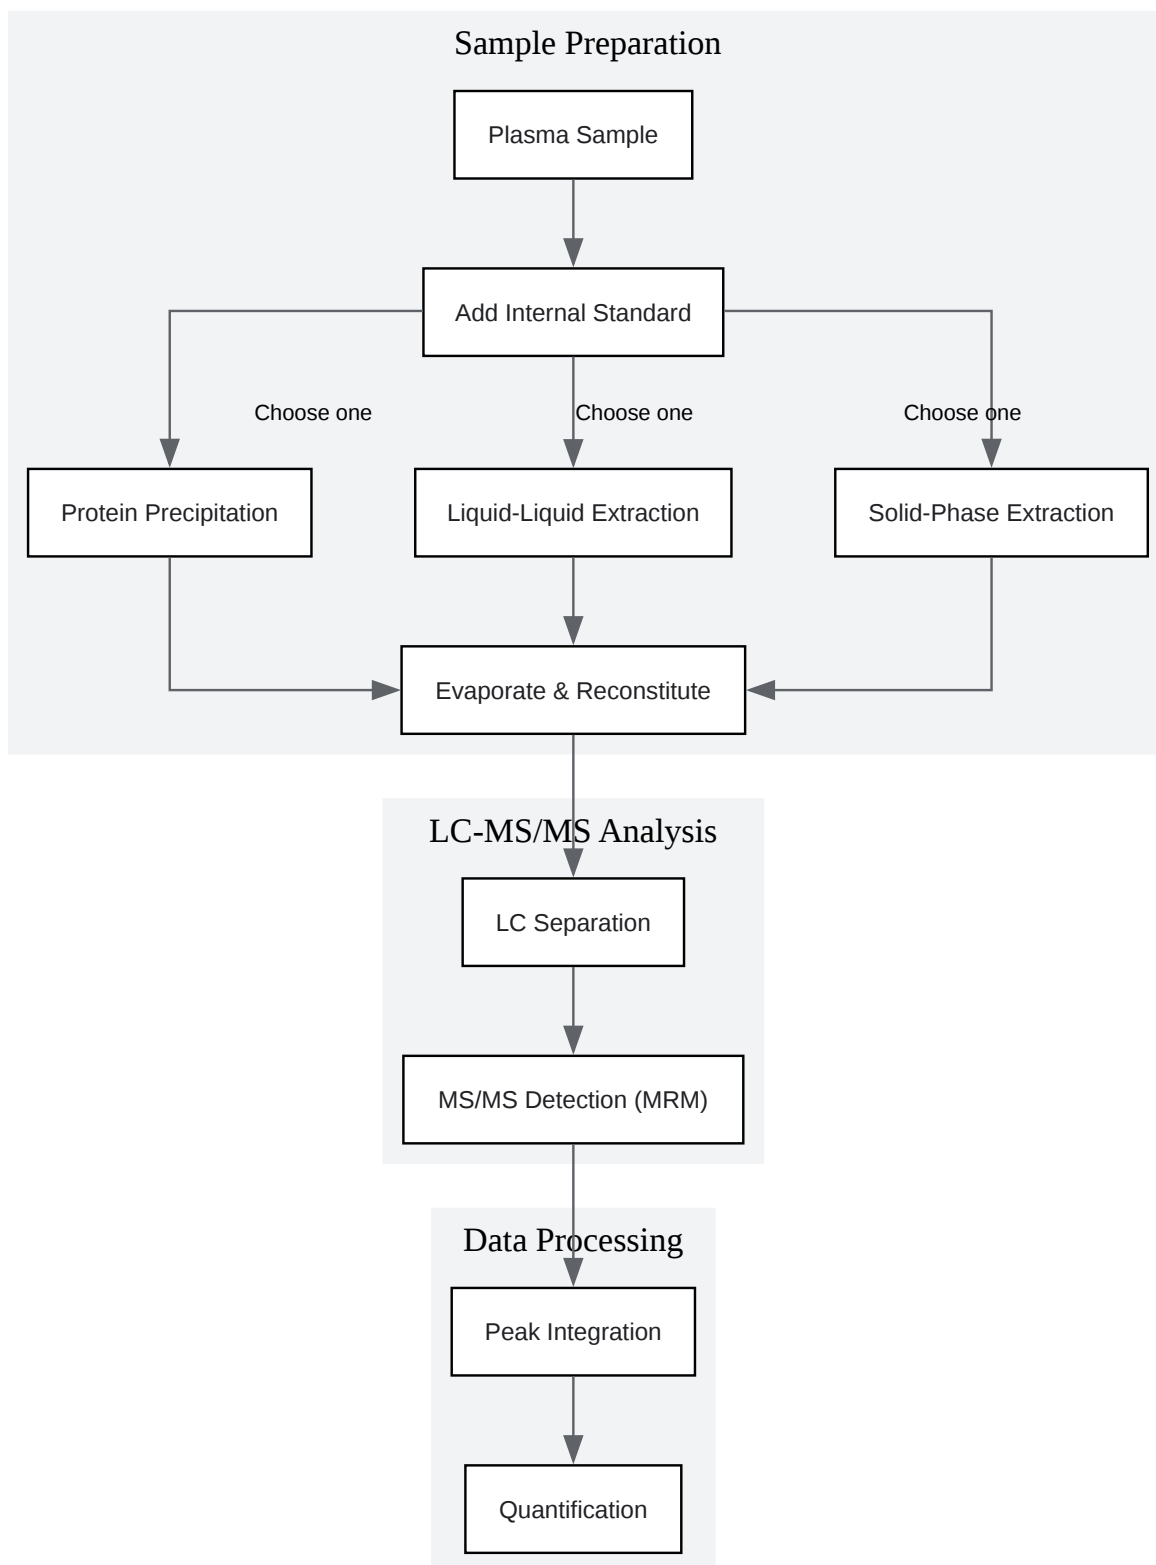 Sample Preparation
Plasma Sample
Add Internal Standard
Choose one
Choose one
Choose one
Protein Precipitation
Liquid-Liquid Extraction
Solid-Phase Extraction
Evaporate & Reconstitute
LC-MS/MS Analysis
LC Separation
MS/MS Detection (MRM)
Data Processing
Peak Integration
Quantification